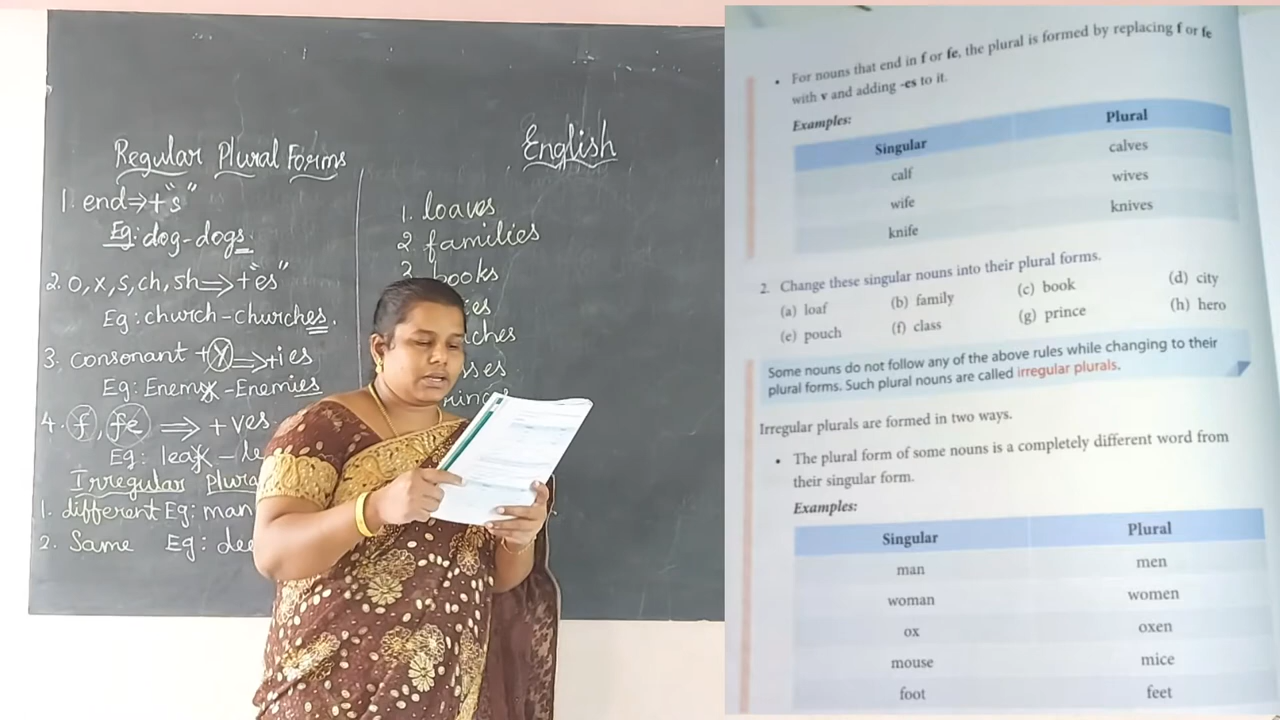 Regular Plural Forms
1. end⇒+"s"
Eg: dog-dogs.
2. o, x, s, ch, sh⇒+"es"
Eg: church-churches.
3. consonant +y⇒+ies
Eg: Enemy-Enemies
4. f, fe ⇒ +ves
Eg: leaf –
Irregular
1. different Eg: man
2. Same Eg:
English
1. loaves
2. families
3. books
• For nouns that end in f or fe, the plural is formed by replacing f or fe
with v and adding -es to it.
Examples:
Singular Plural
calf calves
wife wives
knife knives
2. Change these singular nouns into their plural forms.
(a) loaf (b) family (c) book (d) city
(e) pouch (f) class (g) prince (h) hero
Some nouns do not follow any of the above rules while changing to their
plural forms. Such plural nouns are called irregular plurals.
Irregular plurals are formed in two ways.
• The plural form of some nouns is a completely different word from
their singular form.
Examples:
Singular Plural
man men
woman women
ox oxen
mouse mice
foot feet